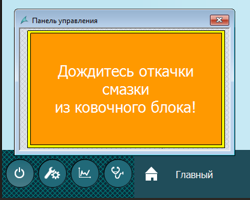 Панель управления
Дождитесь откачки
смазки
из ковочного блока!
Главный